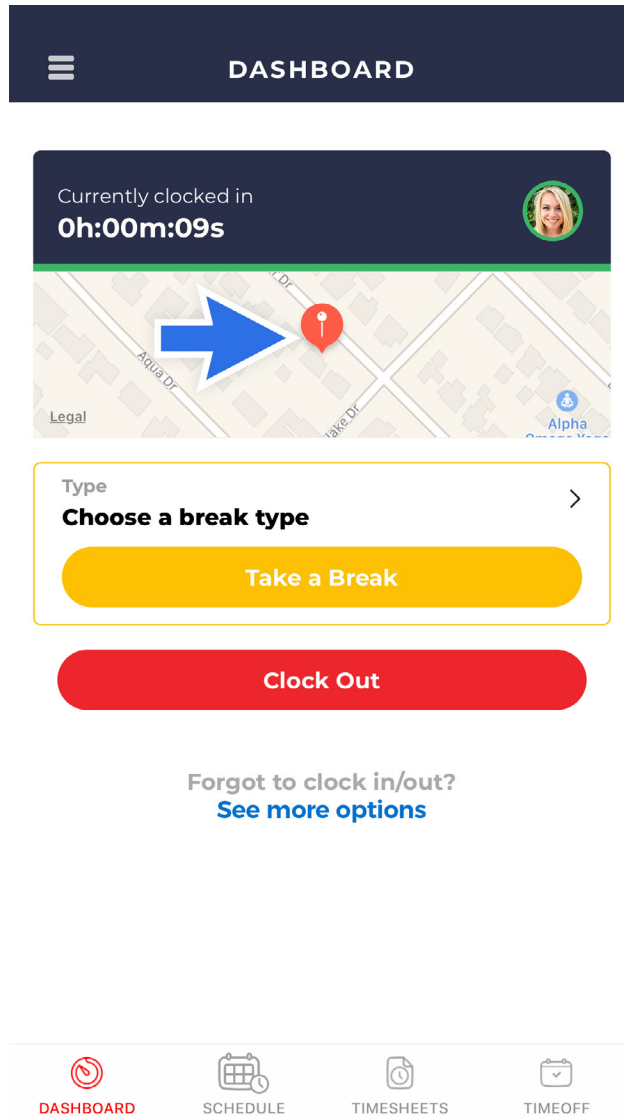 DASHBOARD
Currently clocked in
0h:00m:09s
Dr
Aqua Dr
Legal
Dr
Alpha
Type
Choose a break type
Take a Break
Clock Out
Forgot to clock in/out?
See more options
DASHBOARD
SCHEDULE
TIMESHEETS
TIMEOFF